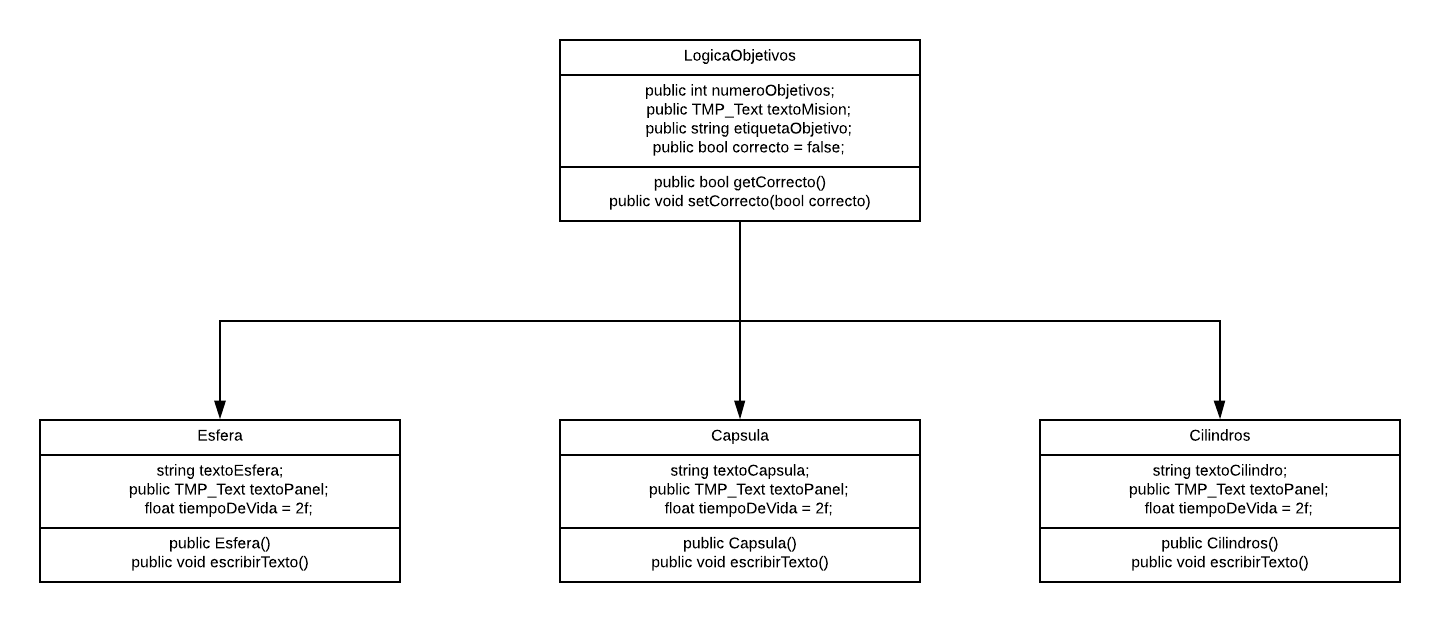 LogicaObjetivos
public int numeroObjetivos;
public TMP_Text textoMision;
public string etiquetaObjetivo;
public bool correcto = false;
public bool getCorrecto()
public void setCorrecto(bool correcto)
Esfera
string textoEsfera;
public TMP_Text textoPanel;
float tiempoDeVida = 2f;
public Esfera()
public void escribirTexto()
Capsula
string textoCapsula;
public TMP_Text textoPanel;
float tiempoDeVida = 2f;
public Capsula()
public void escribirTexto()
Cilindros
string textoCilindro;
public TMP_Text textoPanel;
float tiempoDeVida = 2f;
public Cilindros()
public void escribirTexto()